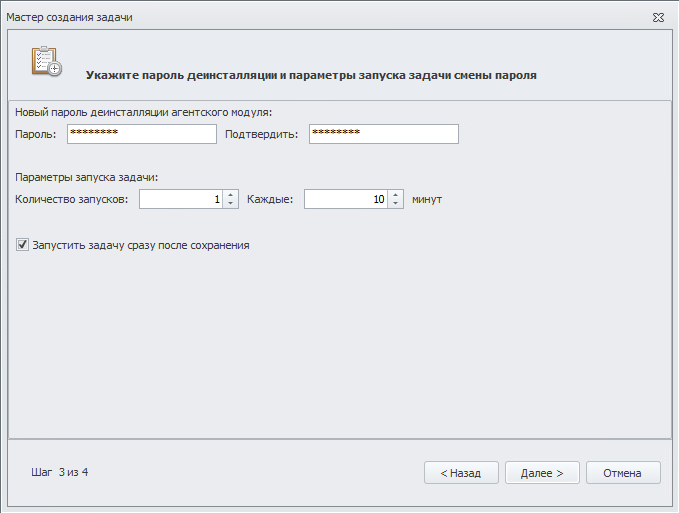 Мастер создания задачи
Укажите пароль деинсталляции и параметры запуска задачи смены пароля
Новый пароль деинсталляции агентского модуля:
Пароль: ******** Подтвердить: ********
Параметры запуска задачи:
Количество запусков: 1 Каждые: 10 минут
Запустить задачу сразу после сохранения
Шаг 3 из 4 < Назад Далее > Отмена